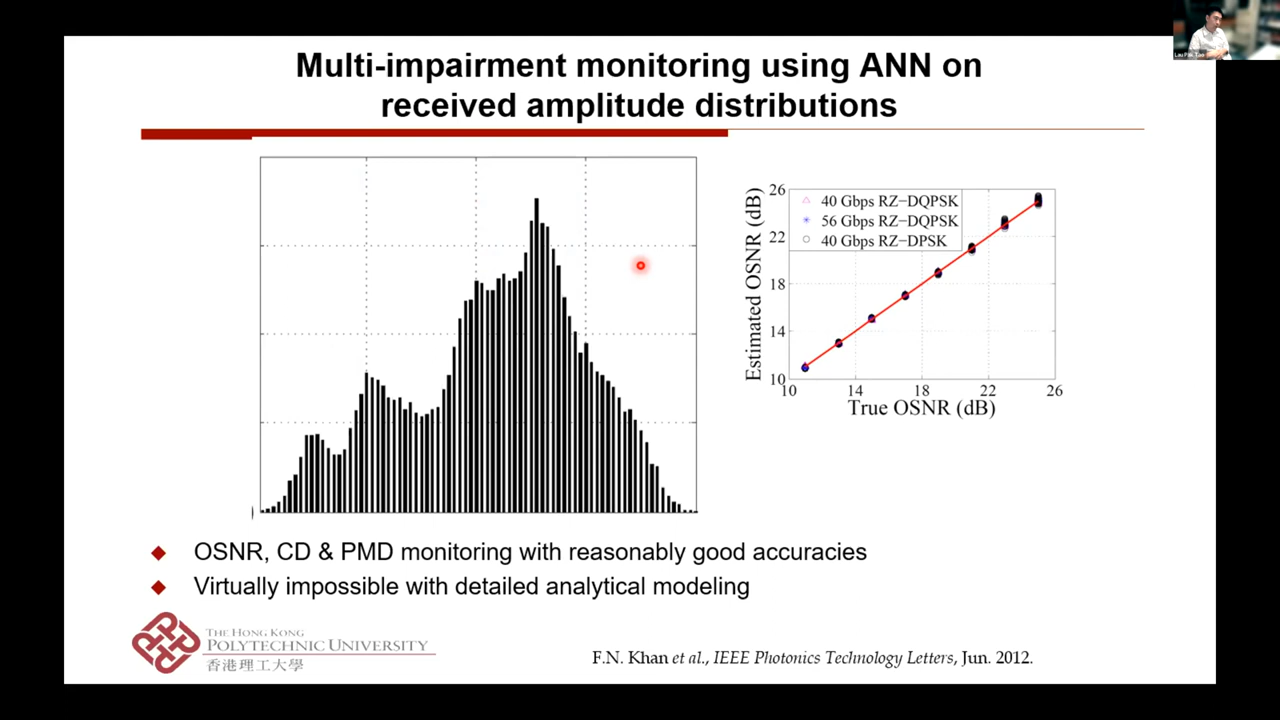 Multi-impairment monitoring using ANN on
received amplitude distributions
Estimated OSNR (dB)
26
22
18
14
10
40 Gbps RZ-DQPSK
56 Gbps RZ-DQPSK
40 Gbps RZ-DPSK
10 14 18 22 26
True OSNR (dB)
◆ OSNR, CD & PMD monitoring with reasonably good accuracies
◆ Virtually impossible with detailed analytical modeling
THE HONG KONG
POLYTECHNIC UNIVERSITY
香港理工大學
F.N. Khan et al., IEEE Photonics Technology Letters, Jun. 2012.